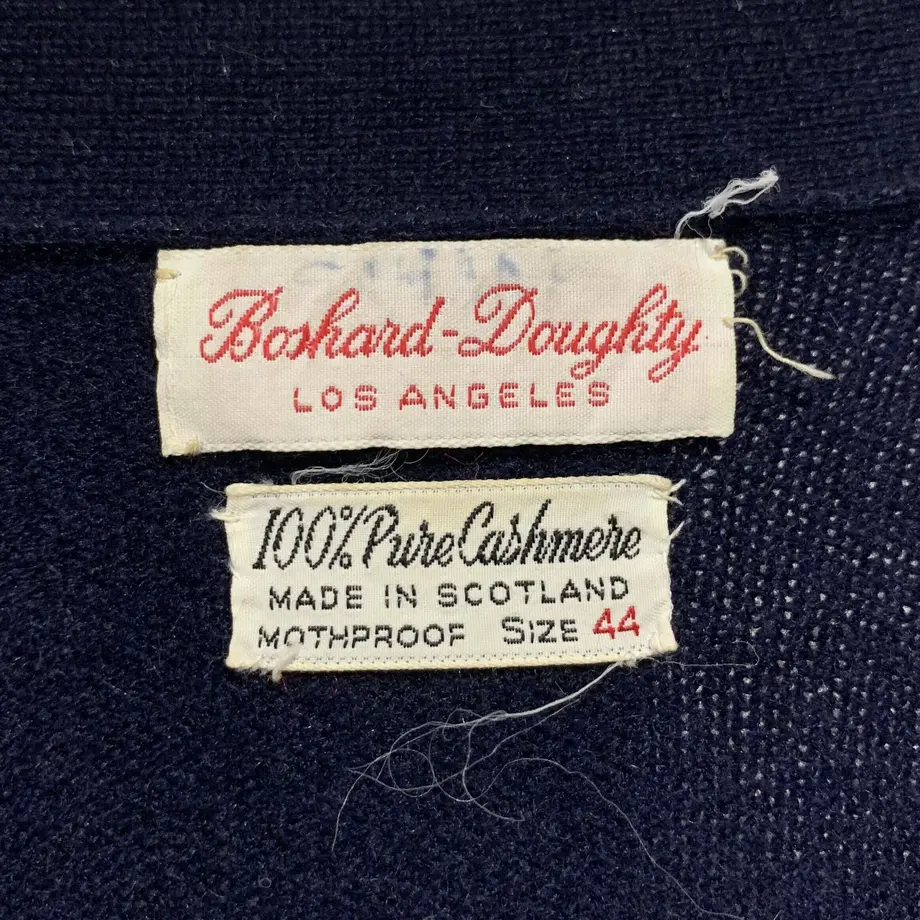 Boshard-Doughty
LOS ANGELES
100% Pure Cashmere
MADE IN SCOTLAND
MOTHPROOF SIZE 44